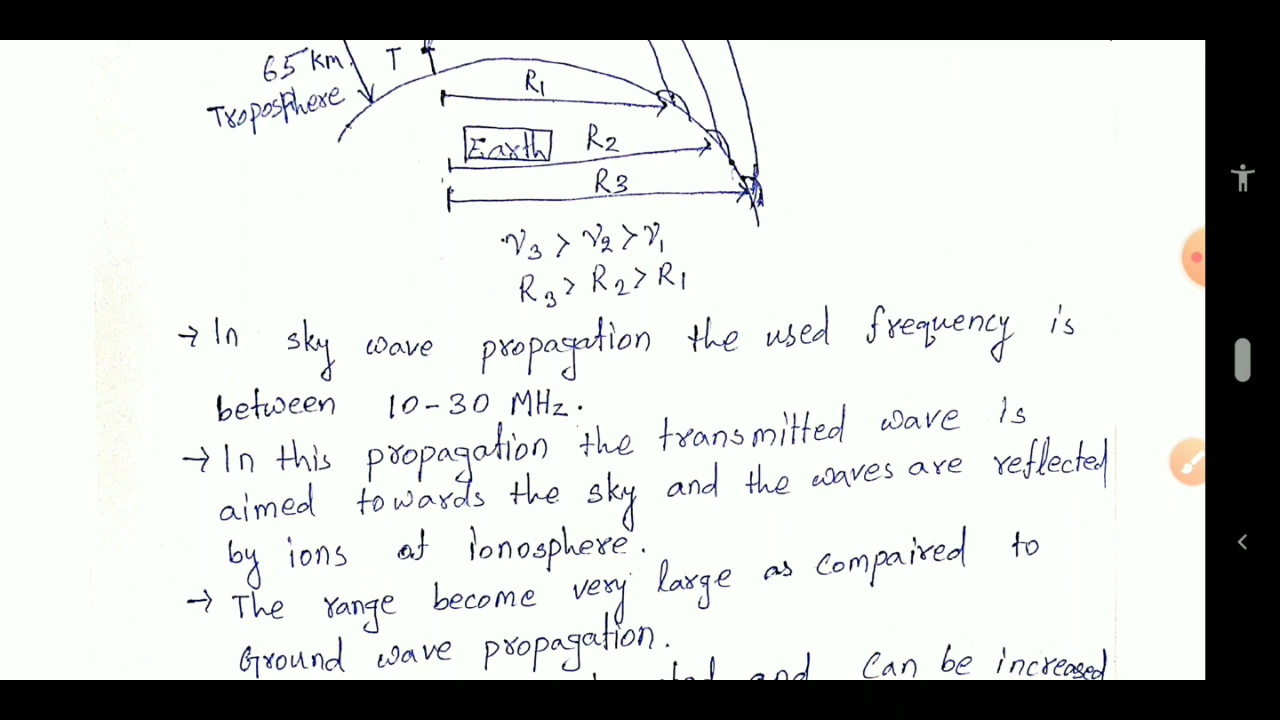 65 km.
T
Troposphere
R1
Earth
R2
R3
ν3 > ν2 > ν1
R3 > R2 > R1
→ In sky wave propagation the used frequency is
between 10-30 MHz.
→ In this propagation the transmitted wave is
aimed towards the sky and the waves are reflected
by ions at ionosphere.
→ The range become very large as compaired to
Ground wave propagation.
and can be increased